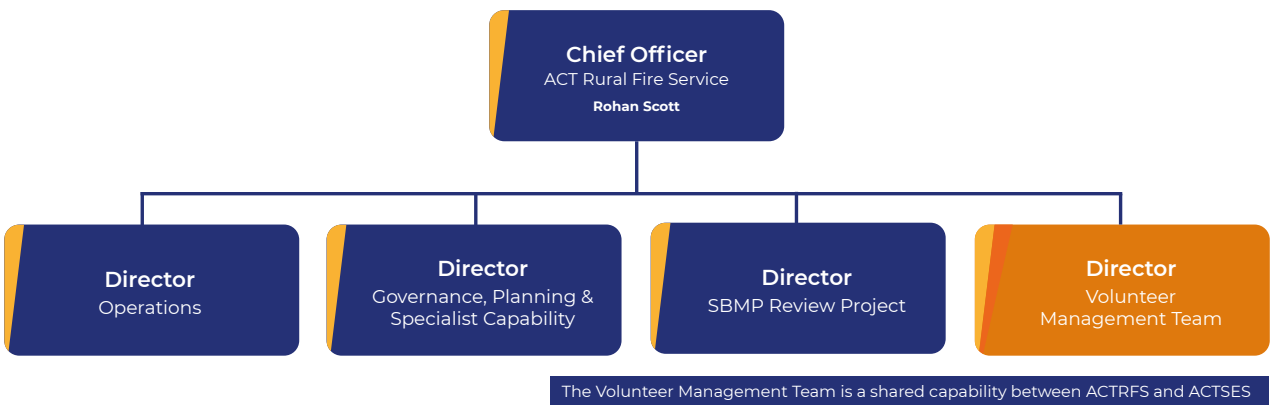 Chief Officer
ACT Rural Fire Service
Rohan Scott
Director
Operations
Director
Governance, Planning &
Specialist Capability
Director
SBMP Review Project
Director
Volunteer
Management Team
The Volunteer Management Team is a shared capability between ACTRFS and ACTSES